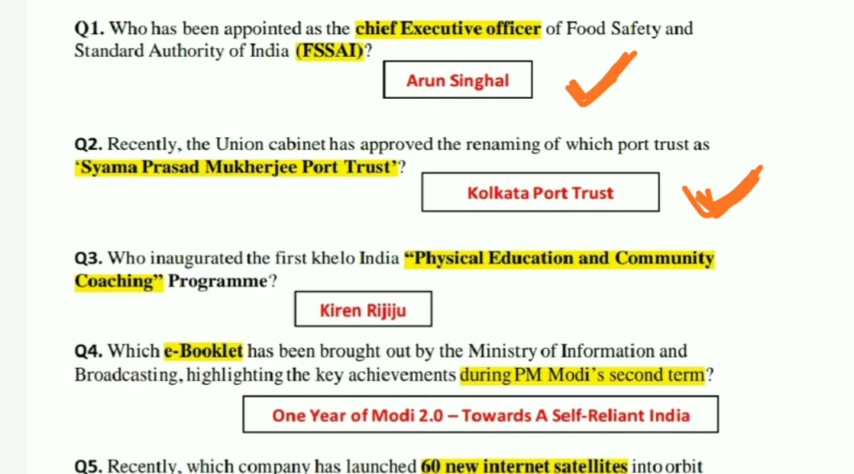 Q1. Who has been appointed as the chief Executive officer of Food Safety and
Standard Authority of India (FSSAI)?
Arun Singhal
Q2. Recently, the Union cabinet has approved the renaming of which port trust as
‘Syama Prasad Mukherjee Port Trust’?
Kolkata Port Trust
Q3. Who inaugurated the first khelo India “Physical Education and Community
Coaching” Programme?
Kiren Rijiju
Q4. Which e-Booklet has been brought out by the Ministry of Information and
Broadcasting, highlighting the key achievements during PM Modi’s second term?
One Year of Modi 2.0 – Towards A Self-Reliant India
Q5. Recently, which company has launched 60 new internet satellites into orbit